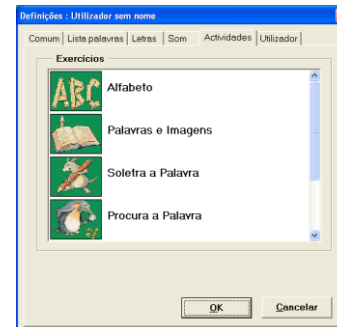 Definições : Utilizador sem nome
Comum Lista palavras Letras Som Actividades Utilizador
Exercícios
ABC Alfabeto
Palavras e Imagens
Soletra a Palavra
Procura a Palavra
OK Cancelar